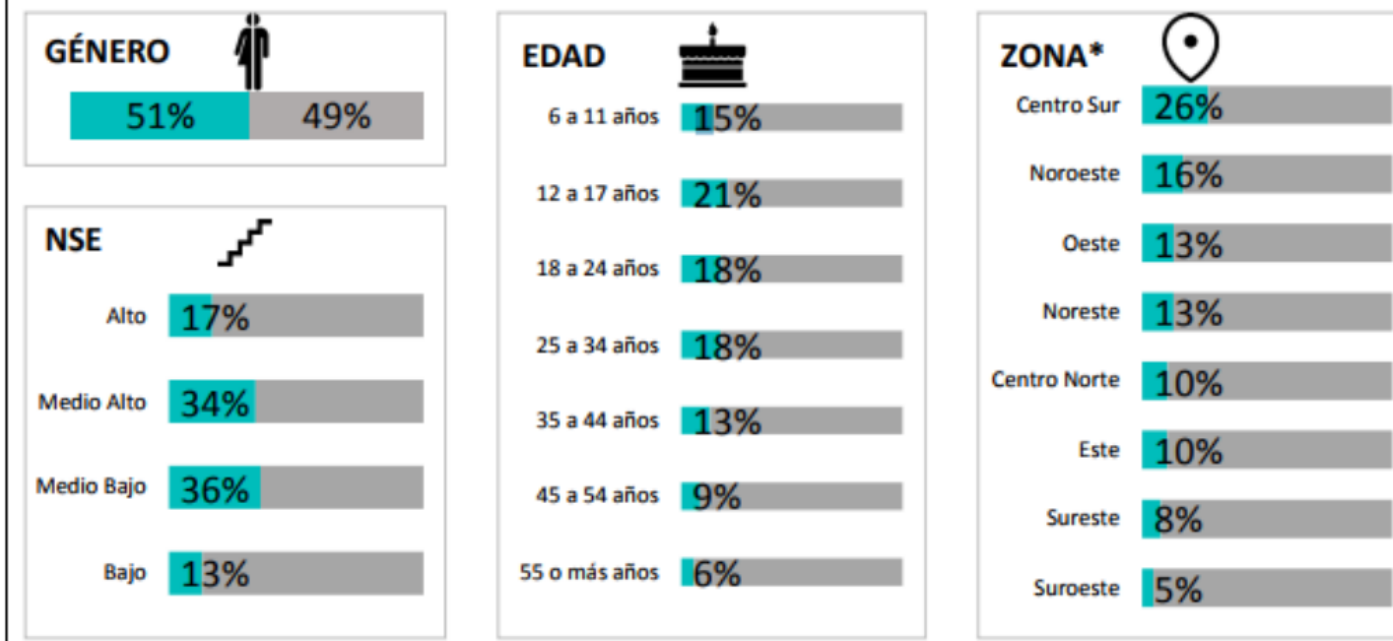 GÉNERO
51% 49%
NSE
Alto 17%
Medio Alto 34%
Medio Bajo 36%
Bajo 13%
EDAD
6 a 11 años 15%
12 a 17 años 21%
18 a 24 años 18%
25 a 34 años 18%
35 a 44 años 13%
45 a 54 años 9%
55 o más años 6%
ZONA*
Centro Sur 26%
Noroeste 16%
Oeste 13%
Noreste 13%
Centro Norte 10%
Este 10%
Sureste 8%
Suroeste 5%